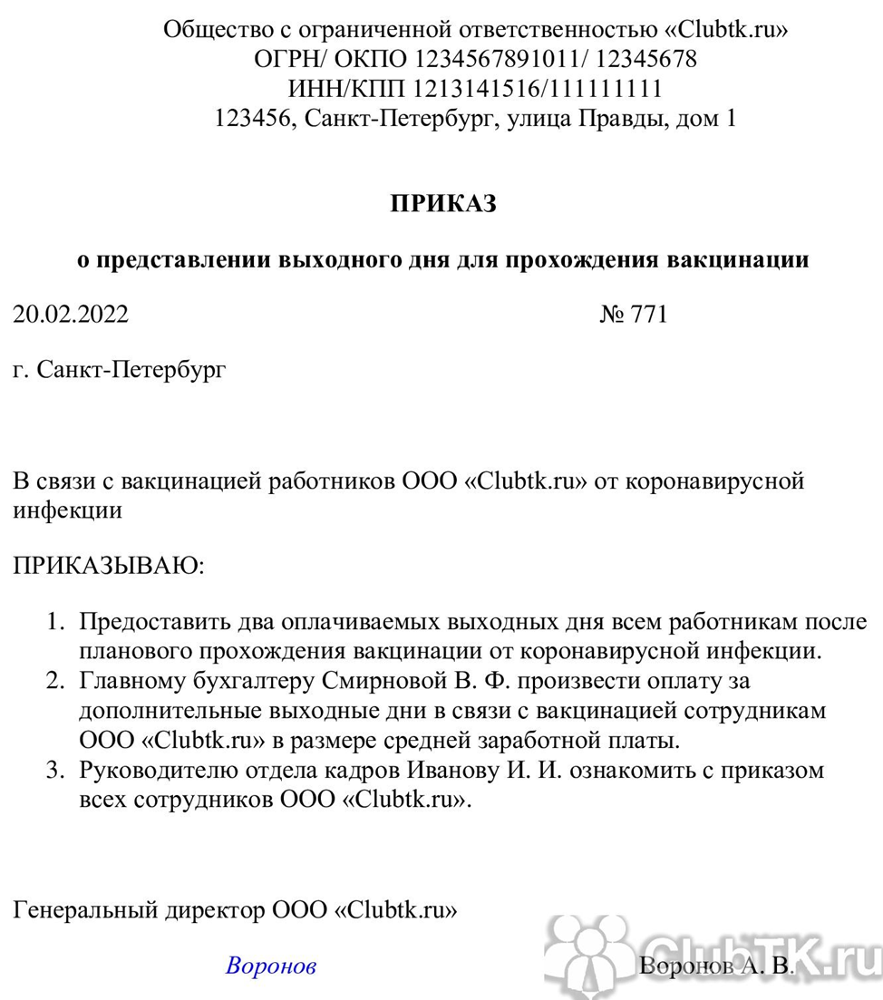 Общество с ограниченной ответственностью «Clubtk.ru»
ОГРН/ ОКПО 1234567891011/ 12345678
ИНН/КПП 1213141516/111111111
123456, Санкт-Петербург, улица Правды, дом 1
ПРИКАЗ
о представлении выходного дня для прохождения вакцинации
20.02.2022 № 771
г. Санкт-Петербург
В связи с вакцинацией работников ООО «Clubtk.ru» от коронавирусной
инфекции
ПРИКАЗЫВАЮ:
1. Предоставить два оплачиваемых выходных дня всем работникам после
планового прохождения вакцинации от коронавирусной инфекции.
2. Главному бухгалтеру Смирновой В. Ф. произвести оплату за
дополнительные выходные дни в связи с вакцинацией сотрудникам
ООО «Clubtk.ru» в размере средней заработной платы.
3. Руководителю отдела кадров Иванову И. И. ознакомить с приказом
всех сотрудников ООО «Clubtk.ru».
Генеральный директор ООО «Clubtk.ru»
Воронов Воронов А. В.
ClubTK.ru